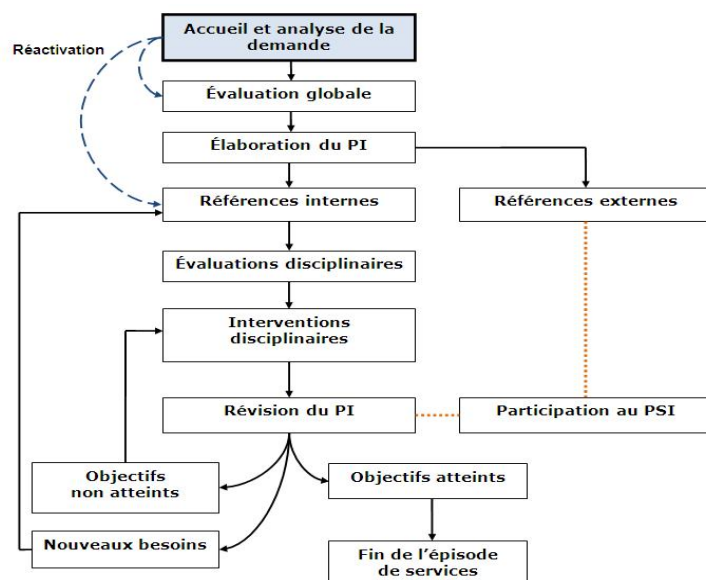 Accueil et analyse de la
demande
Réactivation
Évaluation globale
Élaboration du PI
Références internes
Références externes
Évaluations disciplinaires
Interventions
disciplinaires
Révision du PI
Participation au PSI
Objectifs
non atteints
Objectifs atteints
Nouveaux besoins
Fin de l'épisode
de services